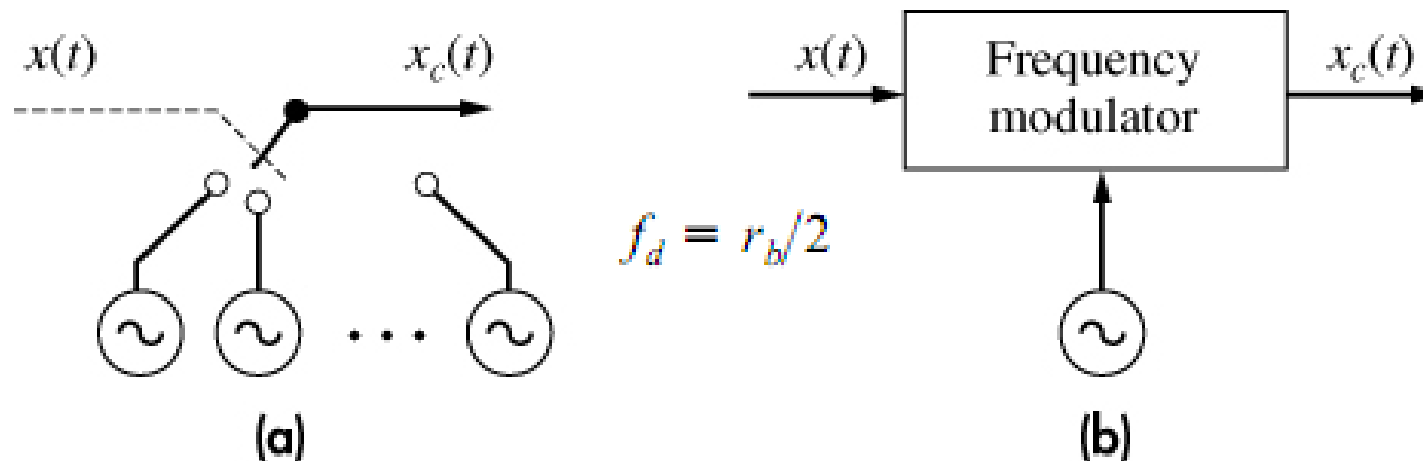 x(t)
x_c(t)
x(t)
Frequency
modulator
x_c(t)
f_d = r_b/2
(a)
(b)